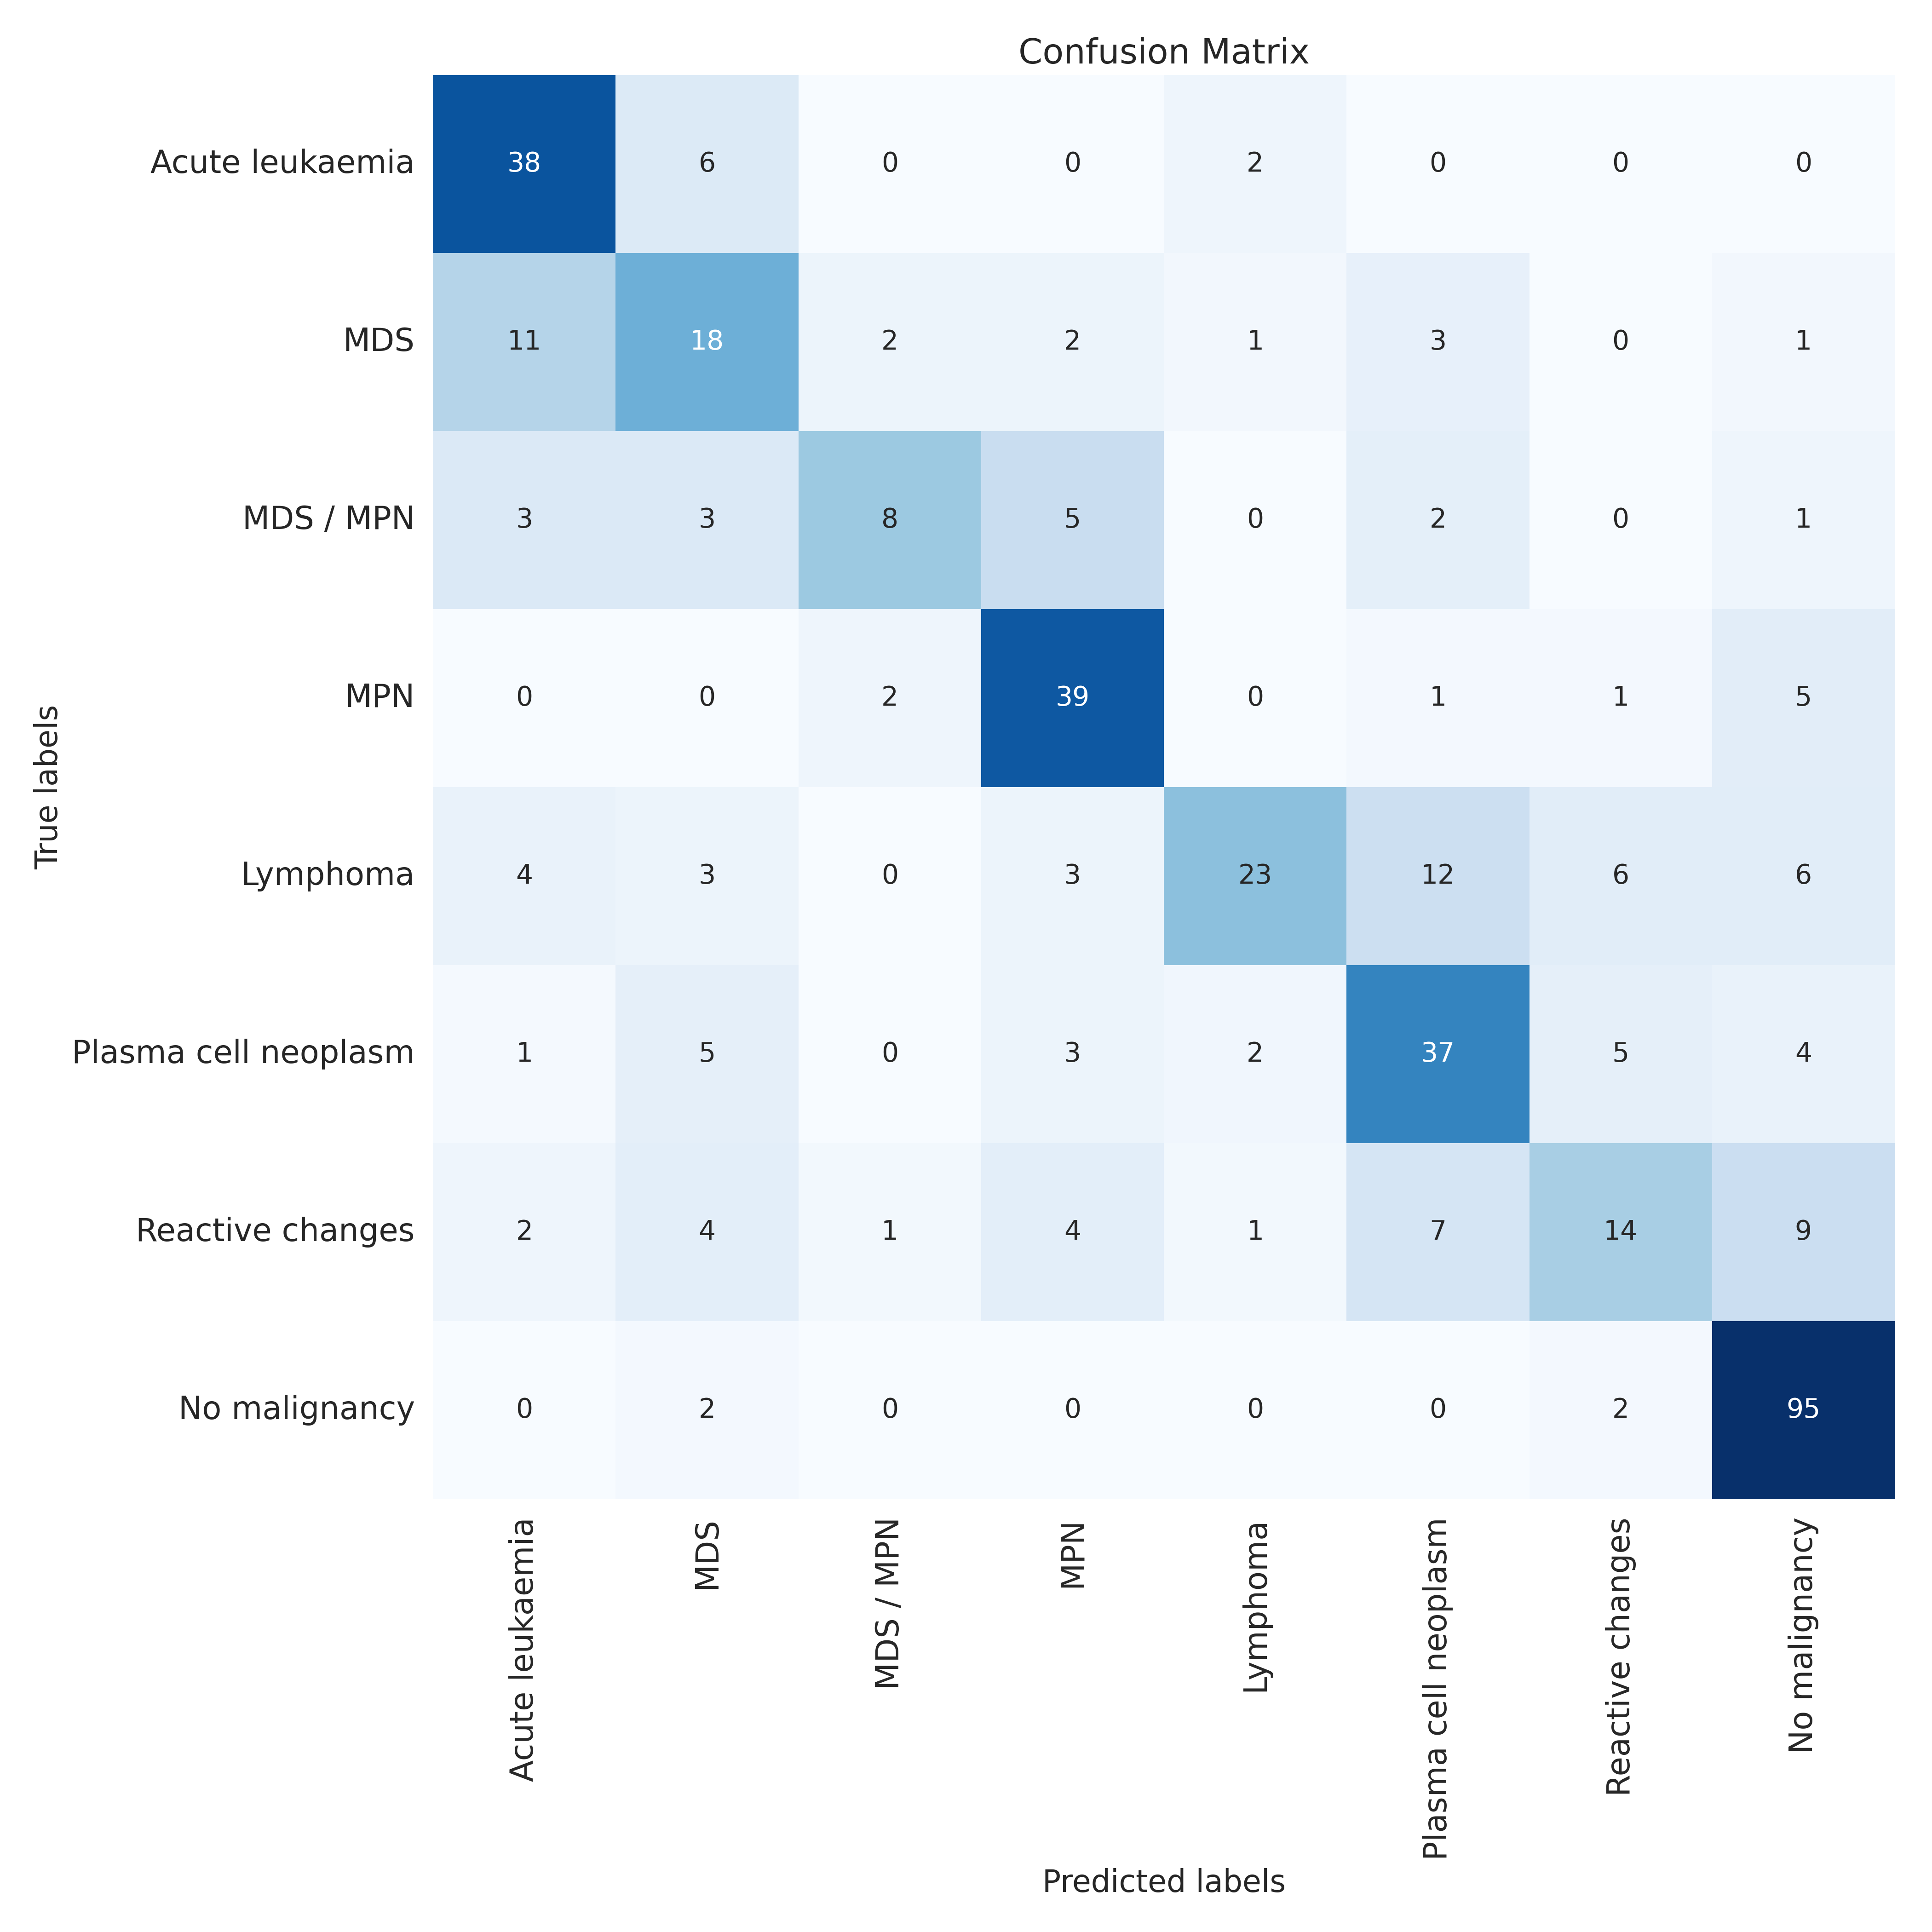 Confusion Matrix
Acute leukaemia 38 6 0 0 2 0 0 0
MDS 11 18 2 2 1 3 0 1
MDS / MPN 3 3 8 5 0 2 0 1
MPN 0 0 2 39 0 1 1 5
Lymphoma 4 3 0 3 23 12 6 6
Plasma cell neoplasm 1 5 0 3 2 37 5 4
Reactive changes 2 4 1 4 1 7 14 9
No malignancy 0 2 0 0 0 0 2 95
True labels
Acute leukaemia
MDS
MDS / MPN
MPN
Lymphoma
Plasma cell neoplasm
Reactive changes
No malignancy
Predicted labels